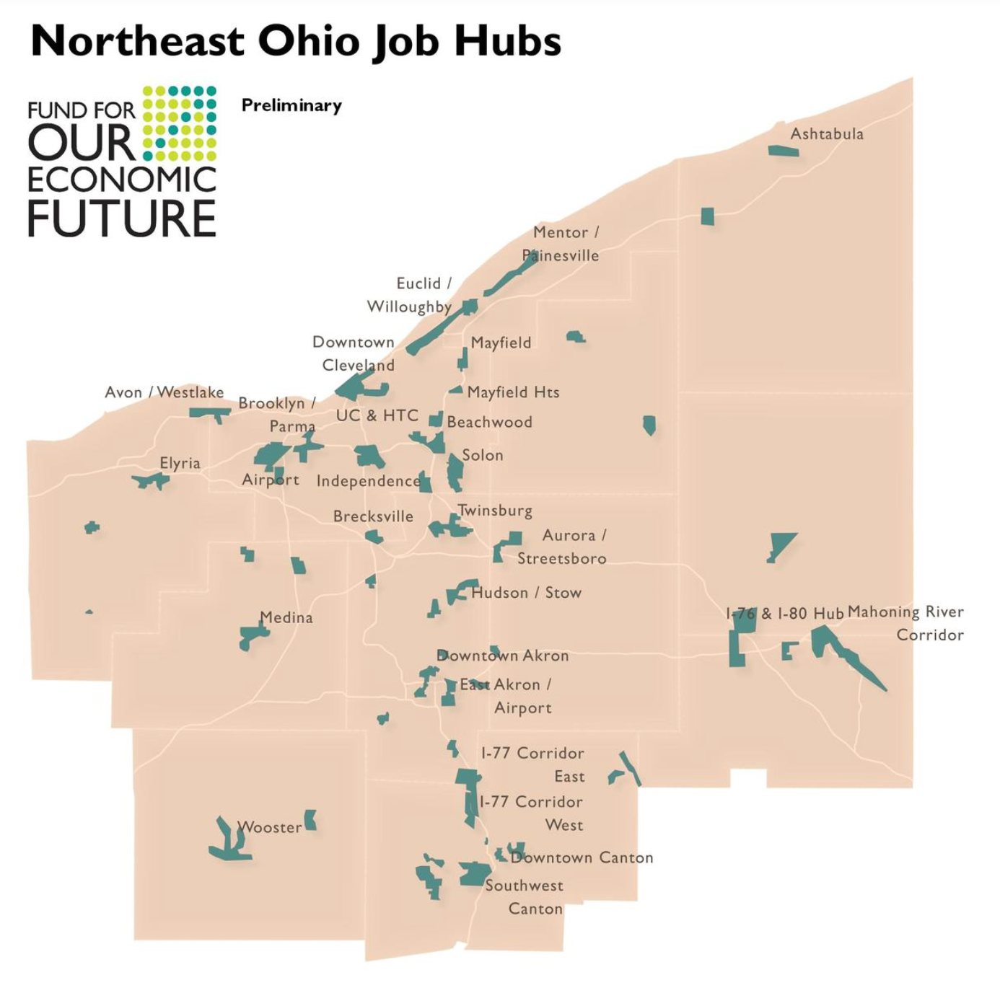 Northeast Ohio Job Hubs
FUND FOR
OUR
ECONOMIC
FUTURE
Preliminary
Ashtabula
Mentor /
Painesville
Euclid /
Willoughby
Downtown
Cleveland
Mayfield
Avon / Westlake
Brooklyn /
Parma
UC & HTC
Mayfield Hts
Beachwood
Elyria
Airport
Independence
Solon
Brecksville
Twinsburg
Aurora /
Streetsboro
Hudson / Stow
Medina
I-76 & I-80 Hub
Mahoning River
Corridor
Downtown Akron
East Akron /
Airport
I-77 Corridor
East
I-77 Corridor
West
Wooster
Downtown Canton
Southwest
Canton